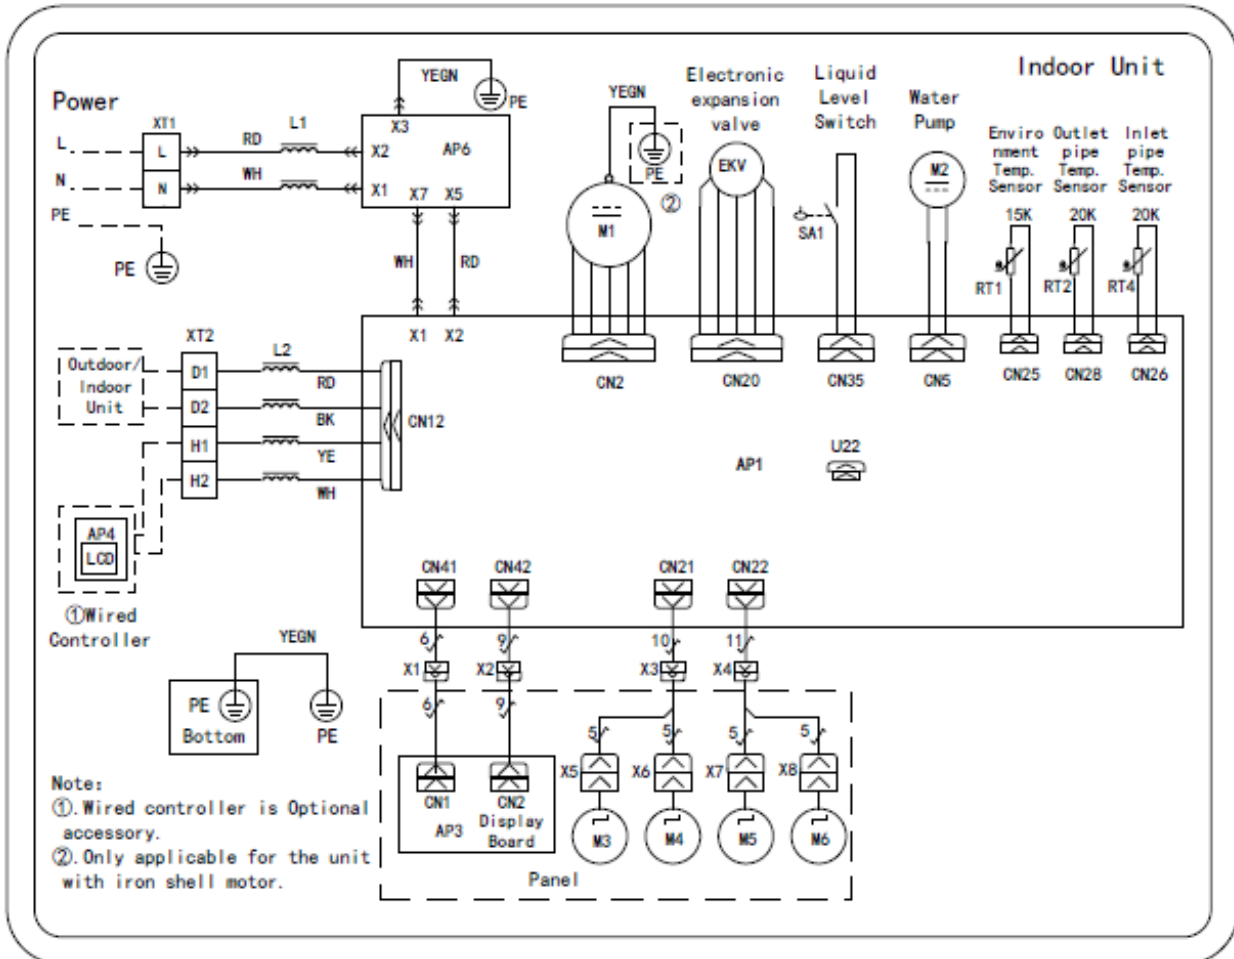 Indoor Unit
Power
XT1
L
L
RD
L1
N
N
WH
PE
PE
YEGN
PE
X3
X2
AP6
X1
X7
X5
WH
RD
X1
X2
YEGN
PE
②
M1
CN2
Electronic
expansion
valve
EKV
CN20
Liquid
Level
Switch
SA1
CN35
Water
Pump
M2
CN5
Enviro
nment
Temp.
Sensor
15K
RT1
CN25
Outlet
pipe
Temp.
Sensor
20K
RT2
CN28
Inlet
pipe
Temp.
Sensor
20K
RT4
CN26
XT2
Outdoor/
Indoor
Unit
D1
D2
H1
H2
L2
RD
BK
YE
WH
CN12
AP1
U22
AP4
LCD
①Wired
Controller
YEGN
PE
Bottom
PE
CN41
CN42
CN21
CN22
6
9
10
11
X1
X2
X3
X4
6
9
5
5
5
5
X5
X6
X7
X8
CN1
CN2
AP3
Display
Board
M3
M4
M5
M6
Panel
Note:
①. Wired controller is Optional
accessory.
②. Only applicable for the unit
with iron shell motor.